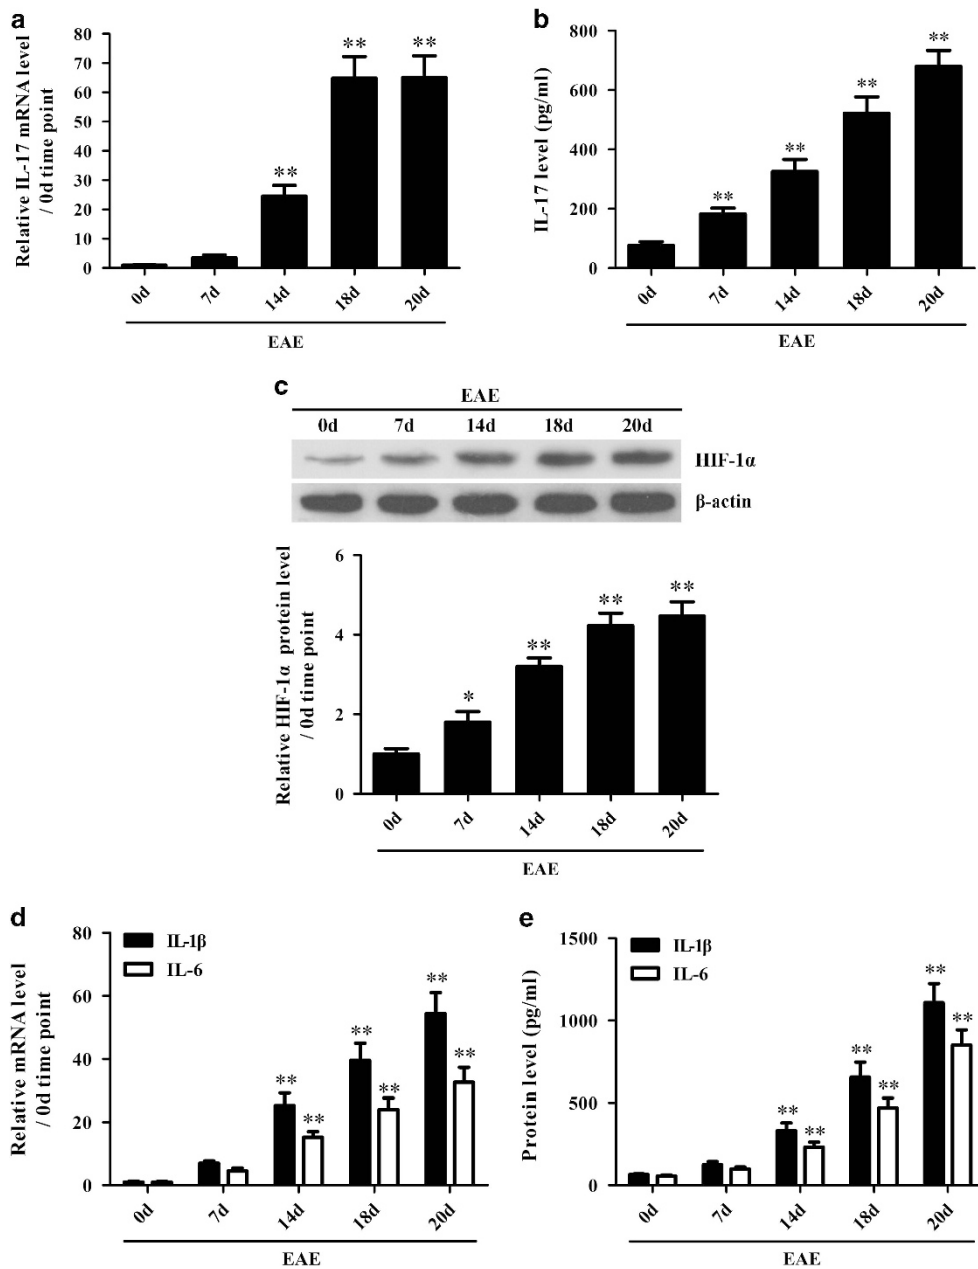 a
Relative IL-17 mRNA level
/ 0d time point
80
70
60
50
40
30
20
10
0
**
**
**
0d
7d
14d
18d
20d
EAE
b
IL-17 level (pg/ml)
800
600
400
200
0
**
**
**
**
0d
7d
14d
18d
20d
EAE
c
EAE
0d 7d 14d 18d 20d
HIF-1α
β-actin
Relative HIF-1α protein level
/ 0d time point
6
4
2
0
*
**
**
**
0d
7d
14d
18d
20d
EAE
d
Relative mRNA level
/ 0d time point
80
60
40
20
0
IL-1β
IL-6
**
**
**
**
**
**
0d
7d
14d
18d
20d
EAE
e
Protein level (pg/ml)
1500
1000
500
0
IL-1β
IL-6
**
**
**
**
**
**
0d
7d
14d
18d
20d
EAE